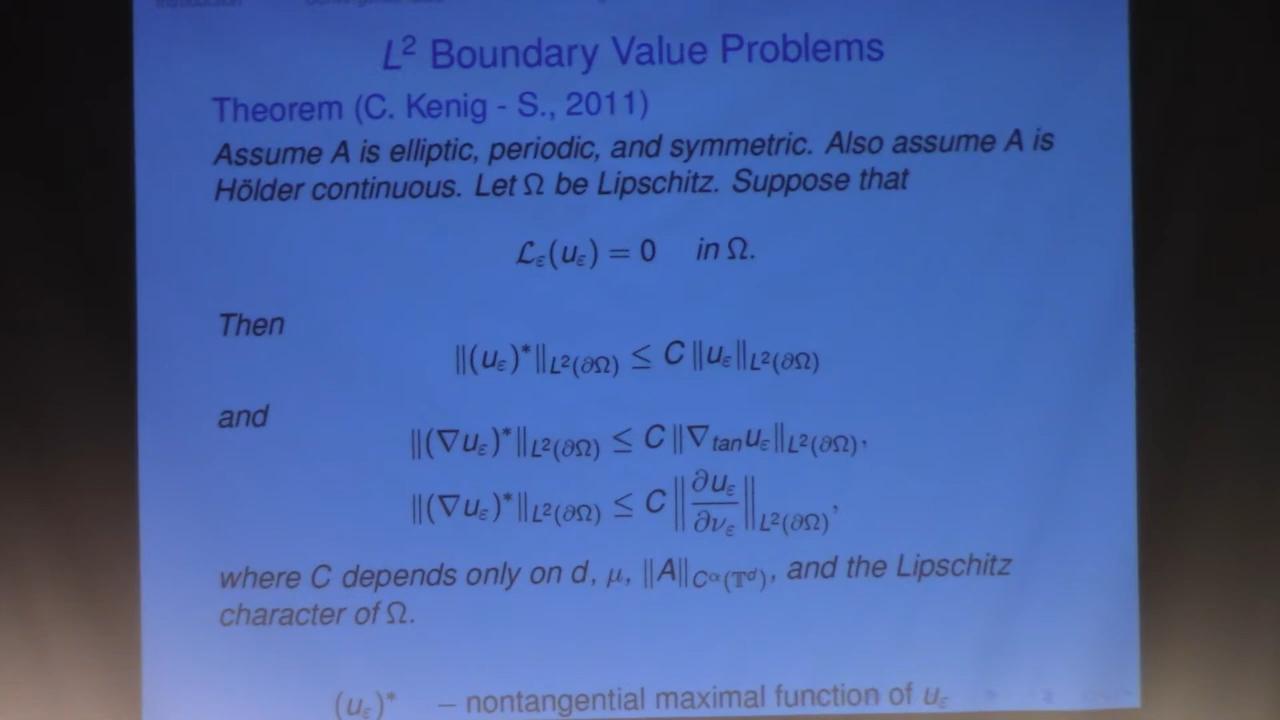 L² Boundary Value Problems
Theorem (C. Kenig - S., 2011)
Assume A is elliptic, periodic, and symmetric. Also assume A is
Hölder continuous. Let Ω be Lipschitz. Suppose that
𝓛_ε(u_ε) = 0 in Ω.
Then
‖(u_ε)*‖_{L²(∂Ω)} ≤ C ‖u_ε‖_{L²(∂Ω)}
and
‖(∇u_ε)*‖_{L²(∂Ω)} ≤ C ‖∇_{tan}u_ε‖_{L²(∂Ω)},
‖(∇u_ε)*‖_{L²(∂Ω)} ≤ C ‖∂u_ε/∂ν_ε‖_{L²(∂Ω)},
where C depends only on d, μ, ‖A‖_{C^α(𝕋^d)}, and the Lipschitz
character of Ω.
(u_ε)* – nontangential maximal function of u_ε